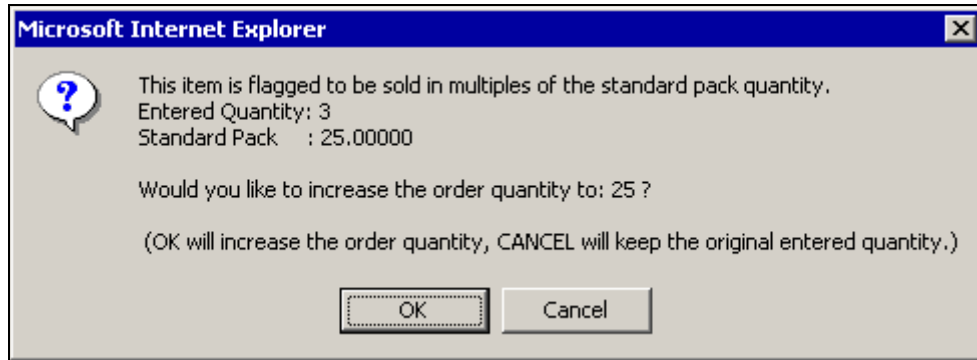 Microsoft Internet Explorer
This item is flagged to be sold in multiples of the standard pack quantity.
Entered Quantity: 3
Standard Pack    : 25.00000
Would you like to increase the order quantity to: 25 ?
(OK will increase the order quantity, CANCEL will keep the original entered quantity.)
OK
Cancel